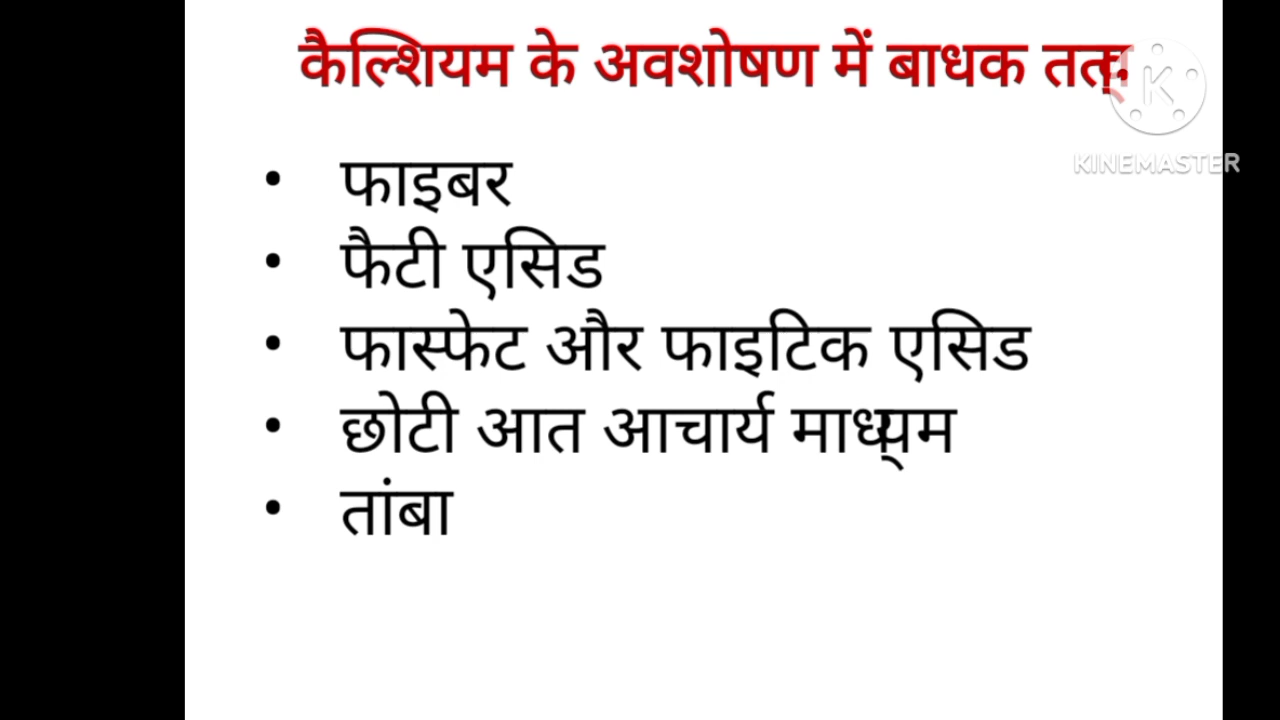 कैल्शियम के अवशोषण में बाधक तत्
KINEMASTER
• फाइबर
• फैटी एसिड
• फास्फेट और फाइटिक एसिड
• छोटी आत आचार्य माध्यम
• तांबा